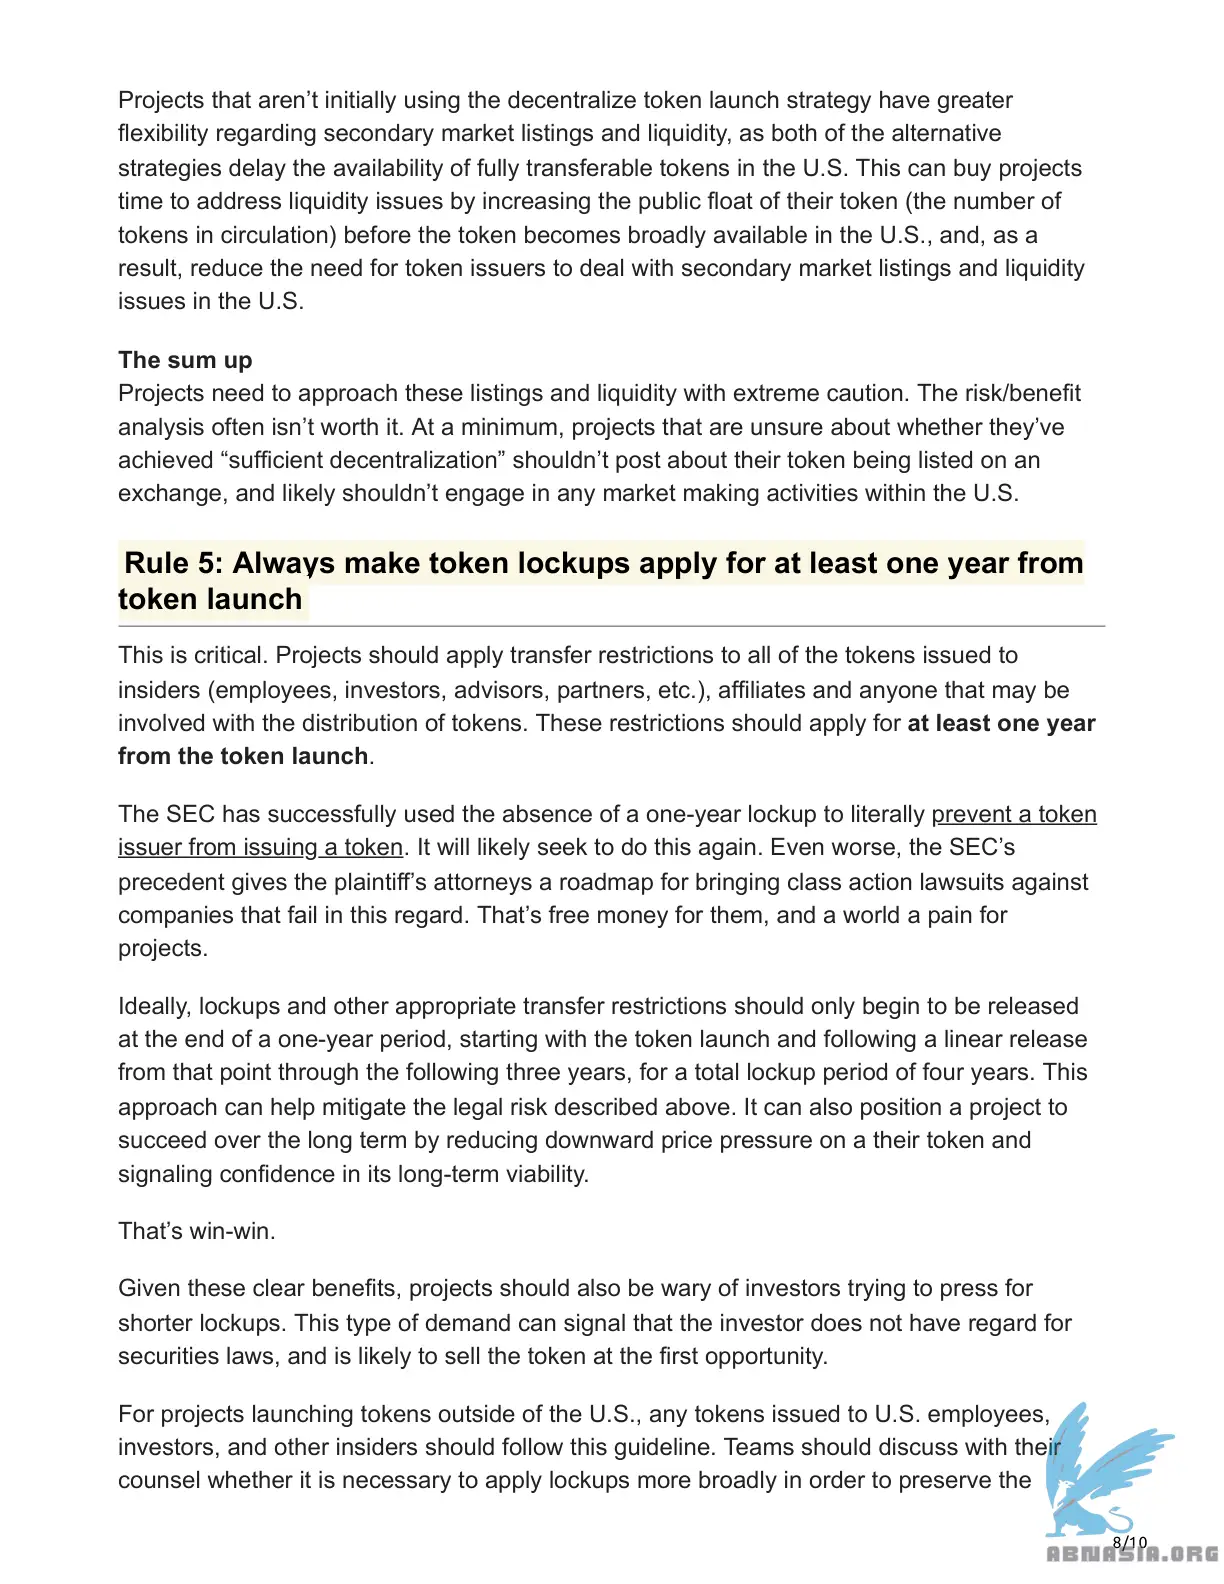 Projects that aren’t initially using the decentralize token launch strategy have greater
flexibility regarding secondary market listings and liquidity, as both of the alternative
strategies delay the availability of fully transferable tokens in the U.S. This can buy projects
time to address liquidity issues by increasing the public float of their token (the number of
tokens in circulation) before the token becomes broadly available in the U.S., and, as a
result, reduce the need for token issuers to deal with secondary market listings and liquidity
issues in the U.S.
The sum up
Projects need to approach these listings and liquidity with extreme caution. The risk/benefit
analysis often isn’t worth it. At a minimum, projects that are unsure about whether they’ve
achieved “sufficient decentralization” shouldn’t post about their token being listed on an
exchange, and likely shouldn’t engage in any market making activities within the U.S.
Rule 5: Always make token lockups apply for at least one year from
token launch
This is critical. Projects should apply transfer restrictions to all of the tokens issued to
insiders (employees, investors, advisors, partners, etc.), affiliates and anyone that may be
involved with the distribution of tokens. These restrictions should apply for at least one year
from the token launch.
The SEC has successfully used the absence of a one-year lockup to literally prevent a token
issuer from issuing a token. It will likely seek to do this again. Even worse, the SEC’s
precedent gives the plaintiff’s attorneys a roadmap for bringing class action lawsuits against
companies that fail in this regard. That’s free money for them, and a world a pain for
projects.
Ideally, lockups and other appropriate transfer restrictions should only begin to be released
at the end of a one-year period, starting with the token launch and following a linear release
from that point through the following three years, for a total lockup period of four years. This
approach can help mitigate the legal risk described above. It can also position a project to
succeed over the long term by reducing downward price pressure on a their token and
signaling confidence in its long-term viability.
That’s win-win.
Given these clear benefits, projects should also be wary of investors trying to press for
shorter lockups. This type of demand can signal that the investor does not have regard for
securities laws, and is likely to sell the token at the first opportunity.
For projects launching tokens outside of the U.S., any tokens issued to U.S. employees,
investors, and other insiders should follow this guideline. Teams should discuss with their
counsel whether it is necessary to apply lockups more broadly in order to preserve the
8/10
ABNASIA.ORG